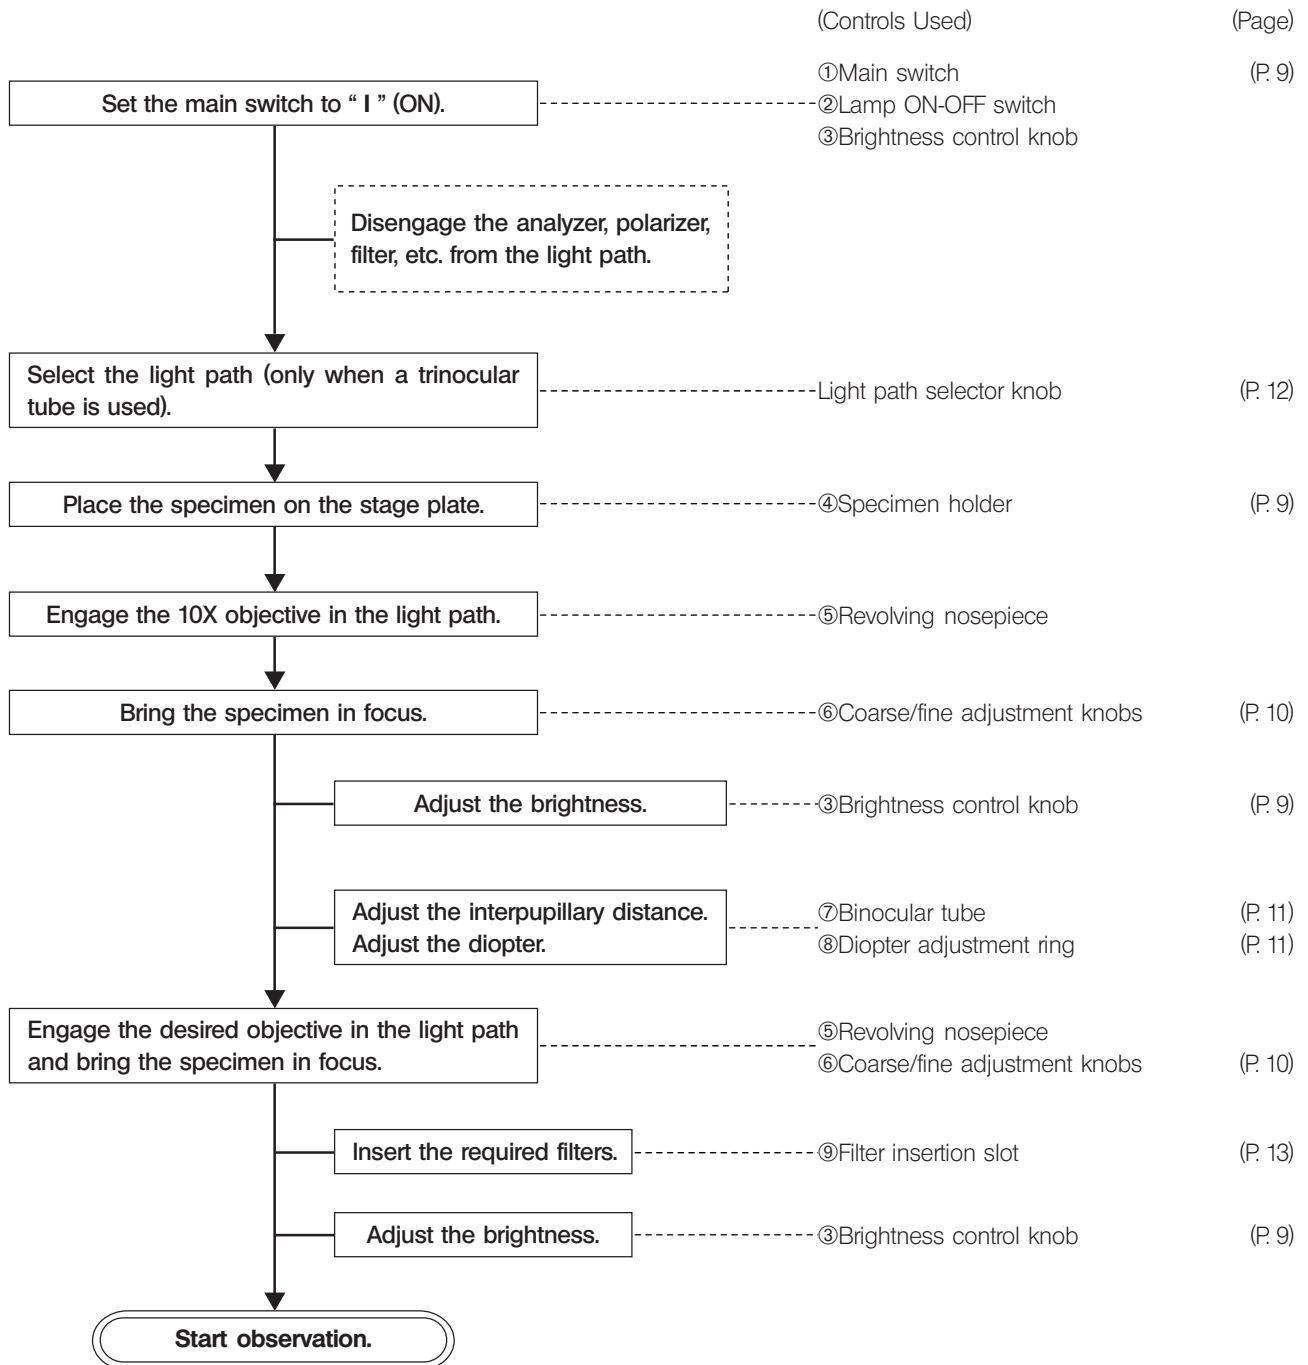 (Controls Used) (Page)
Set the main switch to “ I ” (ON). ①Main switch (P. 9)
②Lamp ON-OFF switch
③Brightness control knob
Disengage the analyzer, polarizer,
filter, etc. from the light path.
Select the light path (only when a trinocular
tube is used).
Light path selector knob (P. 12)
Place the specimen on the stage plate. ④Specimen holder (P. 9)
Engage the 10X objective in the light path. ⑤Revolving nosepiece
Bring the specimen in focus. ⑥Coarse/fine adjustment knobs (P. 10)
Adjust the brightness. ③Brightness control knob (P. 9)
Adjust the interpupillary distance. ⑦Binocular tube (P. 11)
Adjust the diopter. ⑧Diopter adjustment ring (P. 11)
Engage the desired objective in the light path ⑤Revolving nosepiece
and bring the specimen in focus. ⑥Coarse/fine adjustment knobs (P. 10)
Insert the required filters. ⑨Filter insertion slot (P. 13)
Adjust the brightness. ③Brightness control knob (P. 9)
Start observation.